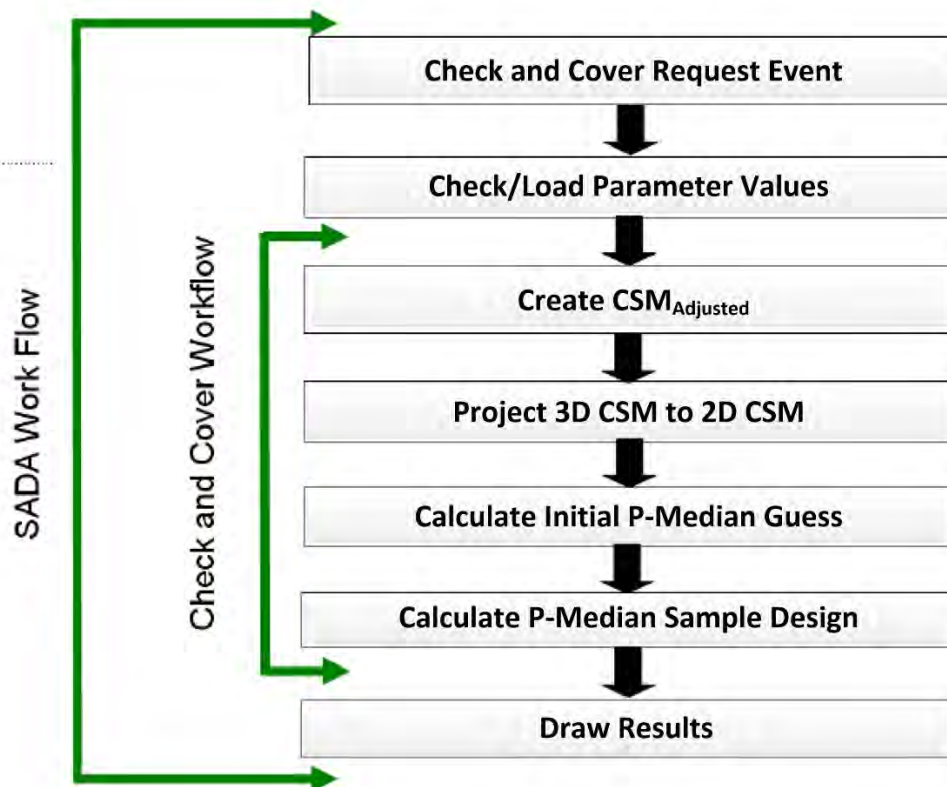 Check and Cover Request Event
Check/Load Parameter Values
Create CSMAdjusted
Project 3D CSM to 2D CSM
Calculate Initial P-Median Guess
Calculate P-Median Sample Design
Draw Results
SADA Work Flow
Check and Cover Workflow